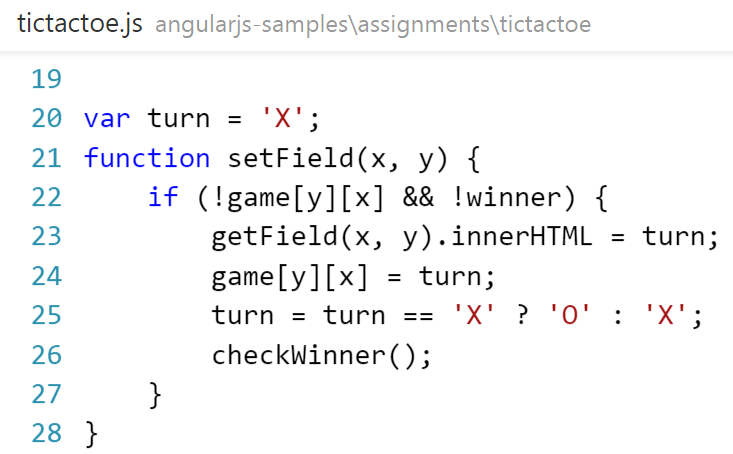 tictactoe.js angularjs-samples\assignments\tictactoe
19
20 var turn = 'X';
21 function setField(x, y) {
22     if (!game[y][x] && !winner) {
23         getField(x, y).innerHTML = turn;
24         game[y][x] = turn;
25         turn = turn == 'X' ? 'O' : 'X';
26         checkWinner();
27     }
28 }